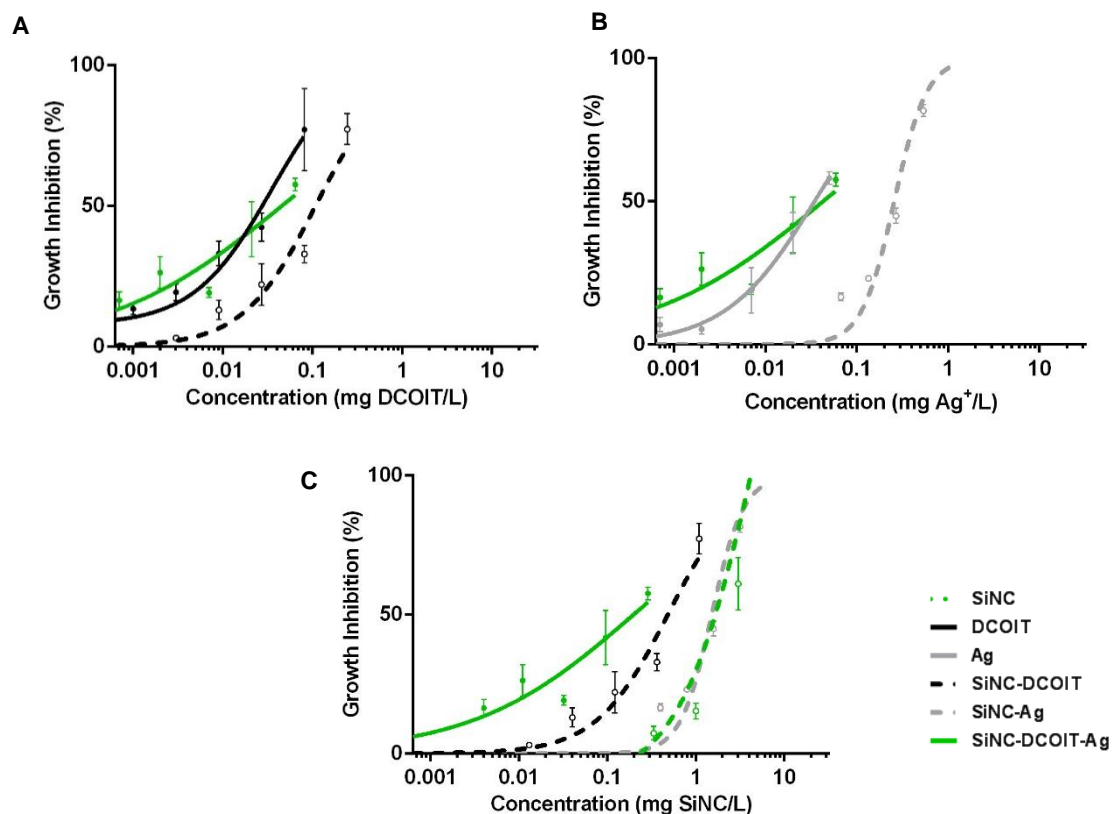 A
Growth Inhibition (%)
100
50
0
0.001 0.01 0.1 1 10
Concentration (mg DCOIT/L)
B
Growth Inhibition (%)
100
50
0
0.001 0.01 0.1 1 10
Concentration (mg Ag⁺/L)
C
Growth Inhibition (%)
100
50
0
0.001 0.01 0.1 1 10
Concentration (mg SiNC/L)
SiNC
DCOIT
Ag
SiNC-DCOIT
SiNC-Ag
SiNC-DCOIT-Ag